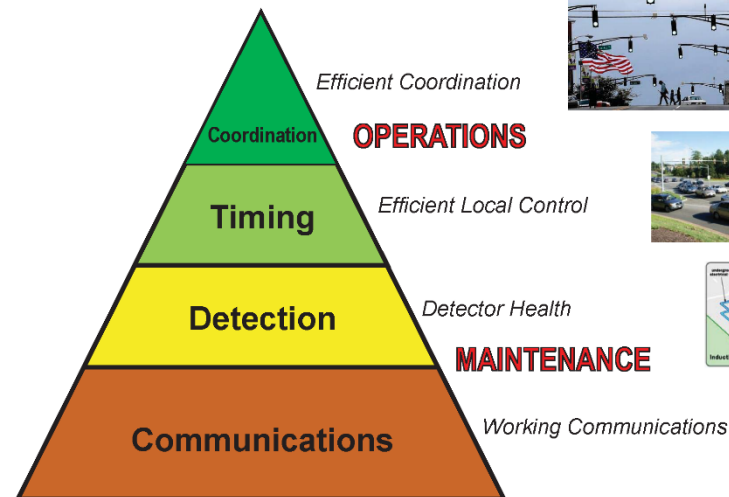 Efficient Coordination
Coordination
OPERATIONS
Timing
Efficient Local Control
Detection
Detector Health
MAINTENANCE
Communications
Working Communications